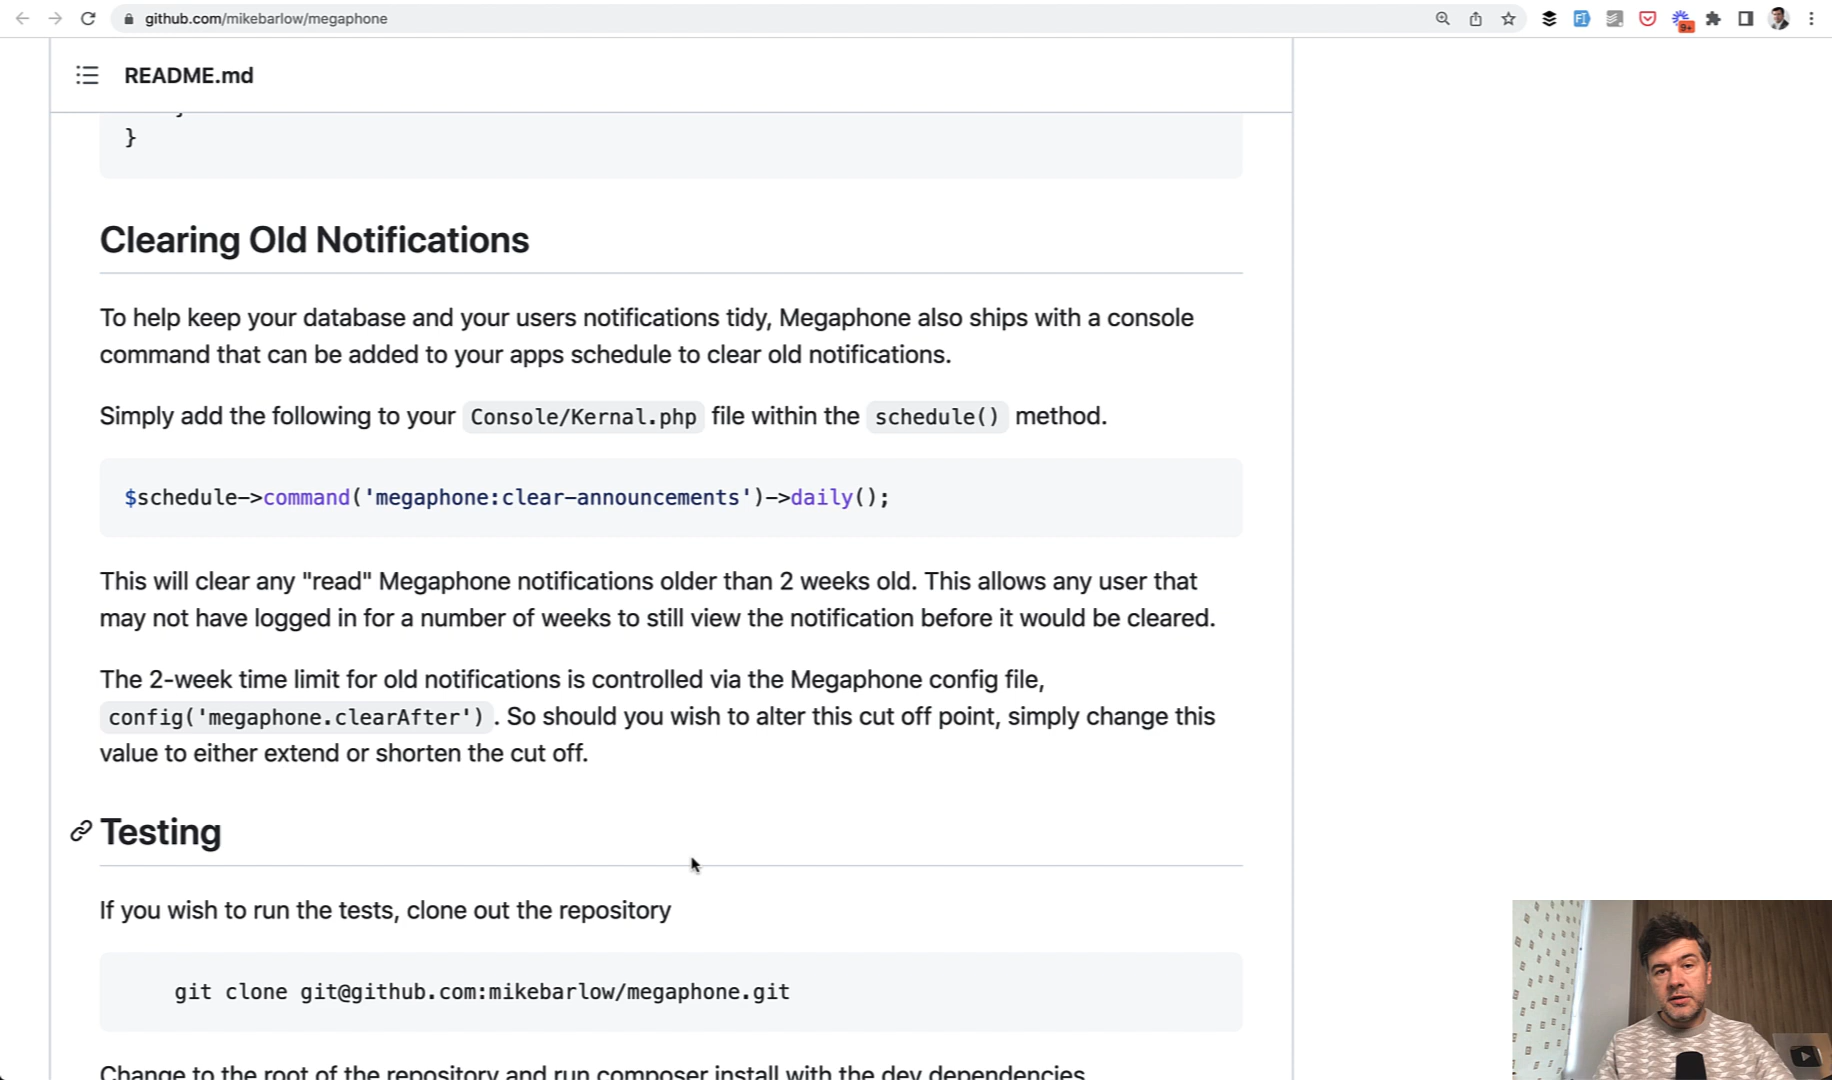 github.com/mikebarlow/megaphone
9+
README.md
}
Clearing Old Notifications
To help keep your database and your users notifications tidy, Megaphone also ships with a console
command that can be added to your apps schedule to clear old notifications.
Simply add the following to your Console/Kernal.php file within the schedule() method.
$schedule->command('megaphone:clear-announcements')->daily();
This will clear any "read" Megaphone notifications older than 2 weeks old. This allows any user that
may not have logged in for a number of weeks to still view the notification before it would be cleared.
The 2-week time limit for old notifications is controlled via the Megaphone config file,
config('megaphone.clearAfter') . So should you wish to alter this cut off point, simply change this
value to either extend or shorten the cut off.
Testing
If you wish to run the tests, clone out the repository
git clone git@github.com:mikebarlow/megaphone.git
Change to the root of the repository and run composer install with the dev dependencies